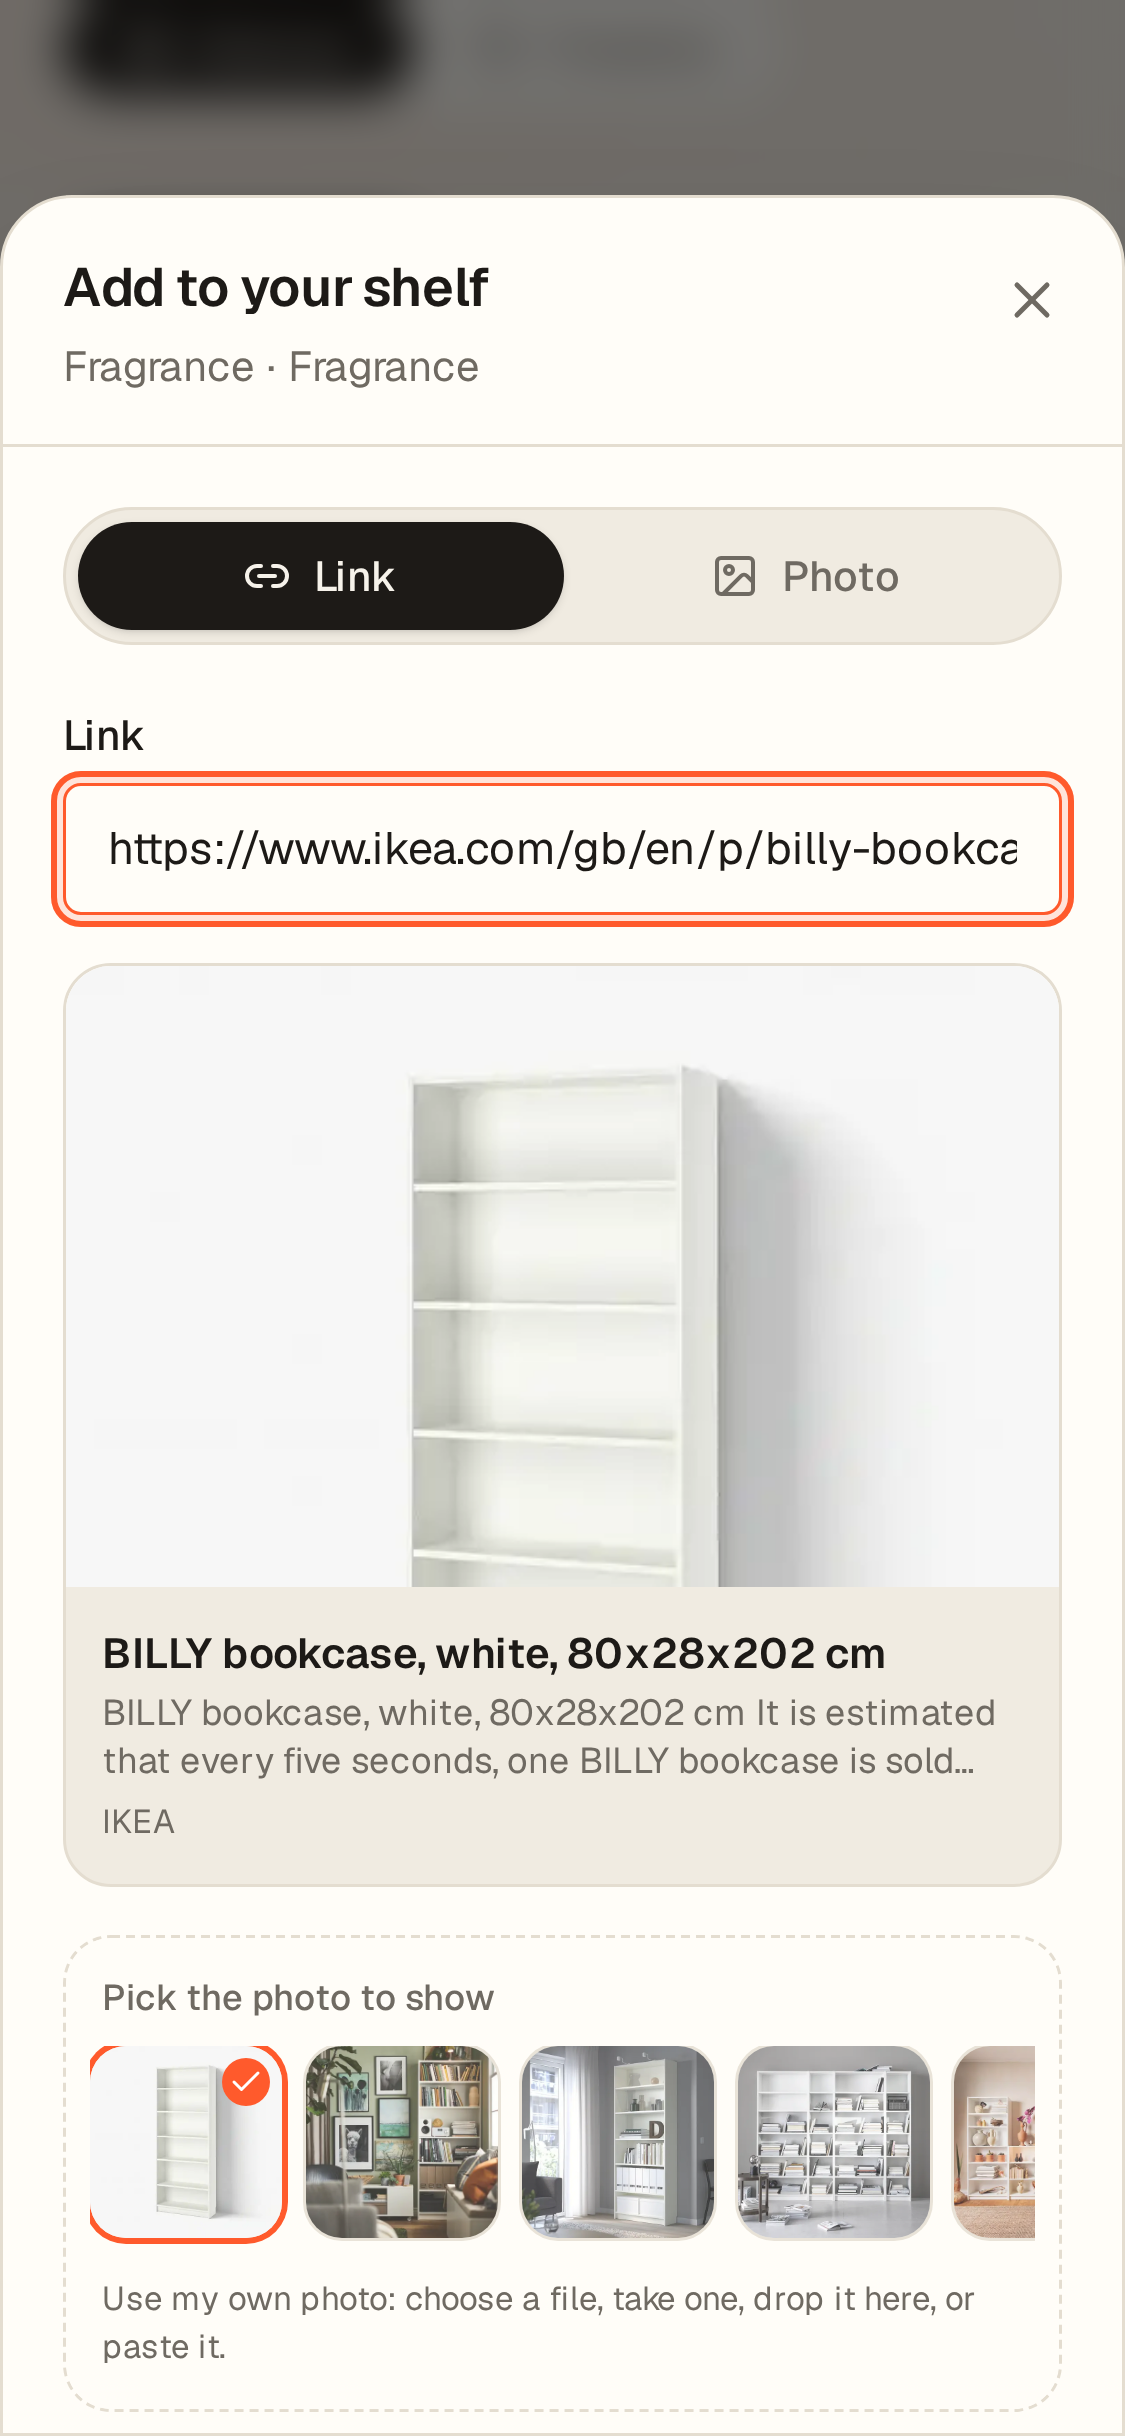 Add to your shelf
Fragrance · Fragrance
Link
Photo
Link
https://www.ikea.com/gb/en/p/billy-bookca
BILLY bookcase, white, 80x28x202 cm
BILLY bookcase, white, 80x28x202 cm It is estimated
that every five seconds, one BILLY bookcase is sold...
IKEA
Pick the photo to show
D
Use my own photo: choose a file, take one, drop it here, or
paste it.